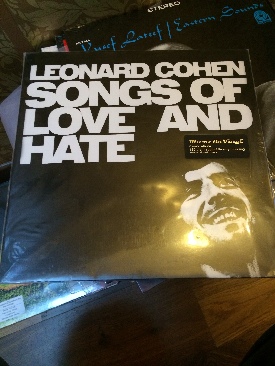 STEREO
Yusef Lateef / Eastern Sounds
LEONARD COHEN
SONGS OF
LOVE AND
HATE